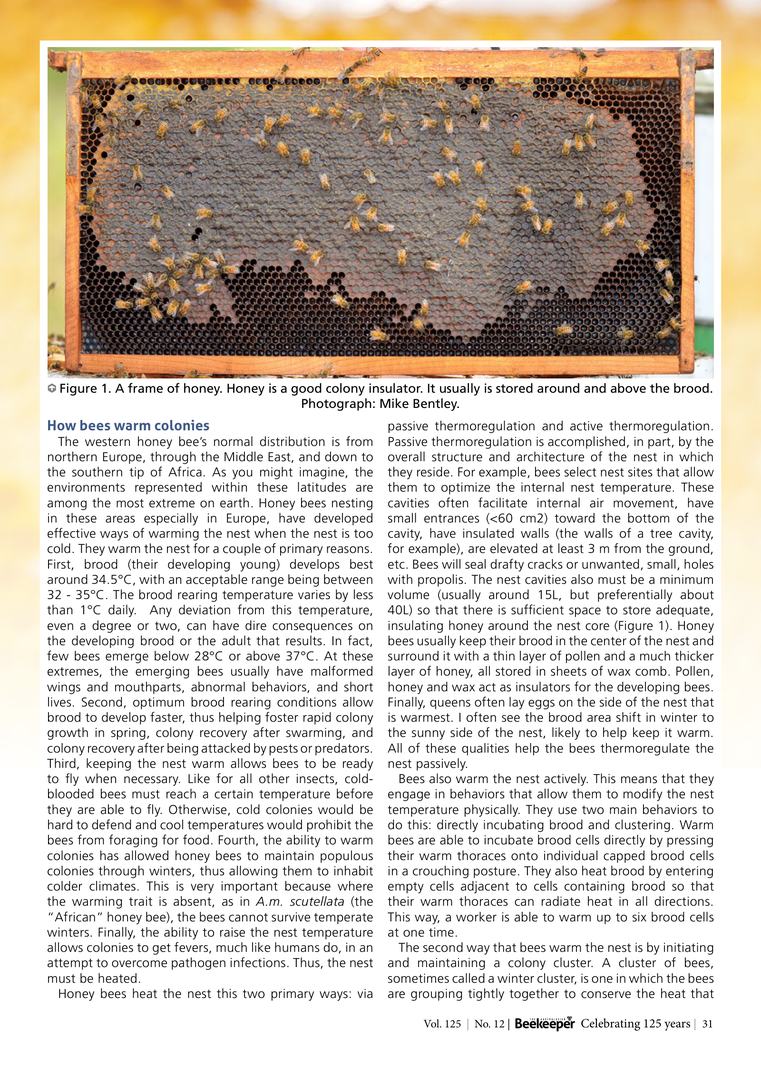 Figure 1. A frame of honey. Honey is a good colony insulator. It usually is stored around and above the brood.
Photograph: Mike Bentley.
How bees warm colonies
The western honey bee's normal distribution is from
northern Europe, through the Middle East, and down to
the southern tip of Africa. As you might imagine, the
environments represented within these latitudes are
among the most extreme on earth. Honey bees nesting
in these areas especially in Europe, have developed
effective ways of warming the nest when the nest is too
cold. They warm the nest for a couple of primary reasons.
First, brood (their developing young) develops best
around 34.5°C, with an acceptable range being between
32 - 35°C. The brood rearing temperature varies by less
than 1°C daily.  Any deviation from this temperature,
even a degree or two, can have dire consequences on
the developing brood or the adult that results. In fact,
few bees emerge below 28°C or above 37°C. At these
extremes, the emerging bees usually have malformed
wings and mouthparts, abnormal behaviors, and short
lives. Second, optimum brood rearing conditions allow
brood to develop faster, thus helping foster rapid colony
growth in spring, colony recovery after swarming, and
colony recovery after being attacked by pests or predators.
Third, keeping the nest warm allows bees to be ready
to fly when necessary. Like for all other insects, cold-
blooded bees must reach a certain temperature before
they are able to fly. Otherwise, cold colonies would be
hard to defend and cool temperatures would prohibit the
bees from foraging for food. Fourth, the ability to warm
colonies has allowed honey bees to maintain populous
colonies through winters, thus allowing them to inhabit
colder climates. This is very important because where
the warming trait is absent, as in A.m. scutellata (the
“African” honey bee), the bees cannot survive temperate
winters. Finally, the ability to raise the nest temperature
allows colonies to get fevers, much like humans do, in an
attempt to overcome pathogen infections. Thus, the nest
must be heated.
Honey bees heat the nest this two primary ways: via
passive thermoregulation and active thermoregulation.
Passive thermoregulation is accomplished, in part, by the
overall structure and architecture of the nest in which
they reside. For example, bees select nest sites that allow
them to optimize the internal nest temperature. These
cavities often facilitate internal air movement, have
small entrances (<60 cm2) toward the bottom of the
cavity, have insulated walls (the walls of a tree cavity,
for example), are elevated at least 3 m from the ground,
etc. Bees will seal drafty cracks or unwanted, small, holes
with propolis. The nest cavities also must be a minimum
volume (usually around 15L, but preferentially about
40L) so that there is sufficient space to store adequate,
insulating honey around the nest core (Figure 1). Honey
bees usually keep their brood in the center of the nest and
surround it with a thin layer of pollen and a much thicker
layer of honey, all stored in sheets of wax comb. Pollen,
honey and wax act as insulators for the developing bees.
Finally, queens often lay eggs on the side of the nest that
is warmest. I often see the brood area shift in winter to
the sunny side of the nest, likely to help keep it warm.
All of these qualities help the bees thermoregulate the
nest passively.
Bees also warm the nest actively. This means that they
engage in behaviors that allow them to modify the nest
temperature physically. They use two main behaviors to
do this: directly incubating brood and clustering. Warm
bees are able to incubate brood cells directly by pressing
their warm thoraces onto individual capped brood cells
in a crouching posture. They also heat brood by entering
empty cells adjacent to cells containing brood so that
their warm thoraces can radiate heat in all directions.
This way, a worker is able to warm up to six brood cells
at one time.
The second way that bees warm the nest is by initiating
and maintaining a colony cluster. A cluster of bees,
sometimes called a winter cluster, is one in which the bees
are grouping tightly together to conserve the heat that
Vol. 125 | No. 12 | Beekeeper Celebrating 125 years | 31